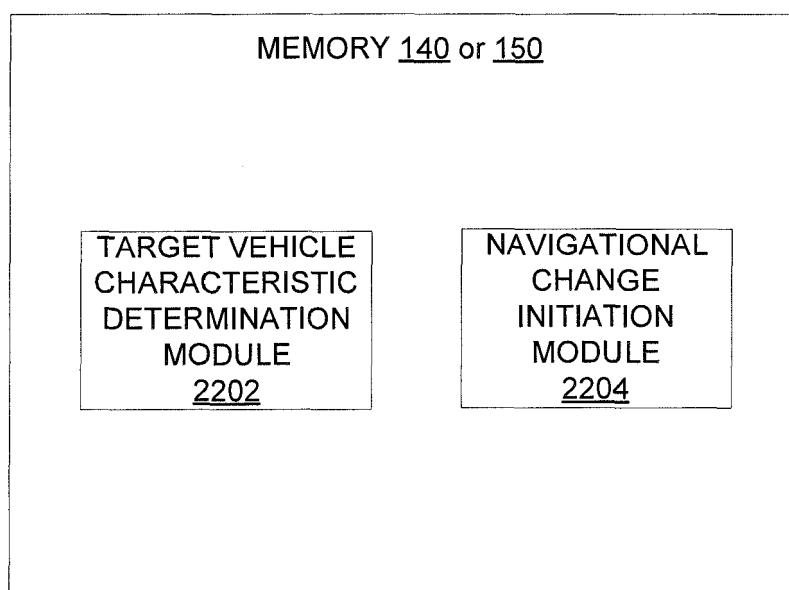 MEMORY 140 or 150
TARGET VEHICLE
CHARACTERISTIC
DETERMINATION
MODULE
2202
NAVIGATIONAL
CHANGE
INITIATION
MODULE
2204